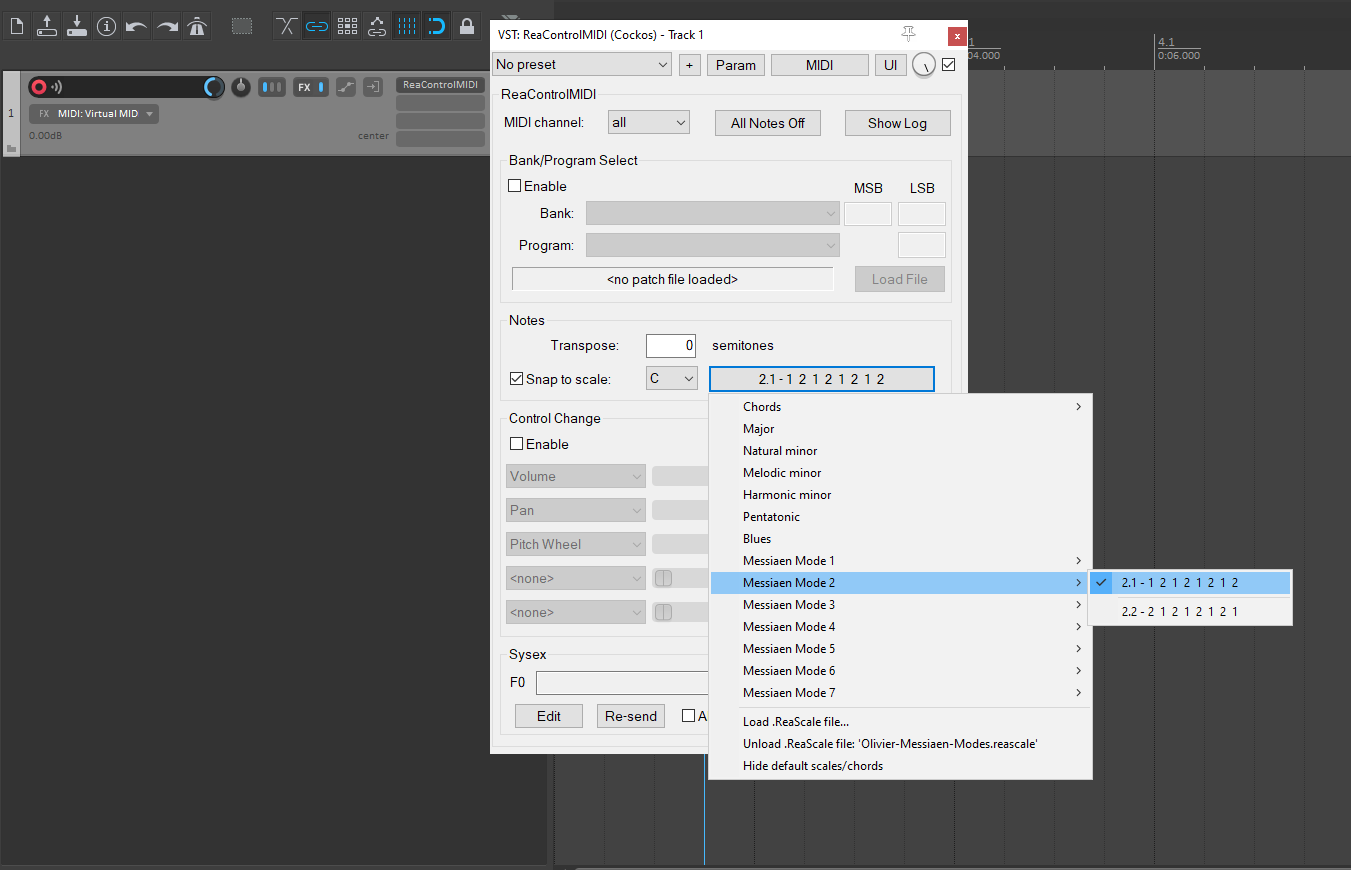 VST: ReaControlMIDI (Cockos) - Track 1
No preset
+
Param
MIDI
UI
4.1
0:06.000
1
04.000
1
FX
ReaControlMIDI
FX MIDI: Virtual MID
0.00dB
center
ReaControlMIDI
MIDI channel:
all
All Notes Off
Show Log
Bank/Program Select
Enable
MSB
LSB
Bank:
Program:
<no patch file loaded>
Load File
Notes
Transpose:
0
semitones
Snap to scale:
C
2.1 - 1 2 1 2 1 2 1 2
Control Change
Enable
Volume
Pan
Pitch Wheel
<none>
<none>
Sysex
F0
Edit
Re-send
A
Chords
Major
Natural minor
Melodic minor
Harmonic minor
Pentatonic
Blues
Messiaen Mode 1
Messiaen Mode 2
Messiaen Mode 3
Messiaen Mode 4
Messiaen Mode 5
Messiaen Mode 6
Messiaen Mode 7
Load .ReaScale file...
Unload .ReaScale file: 'Olivier-Messiaen-Modes.reascale'
Hide default scales/chords
2.1 - 1 2 1 2 1 2 1 2
2.2 - 2 1 2 1 2 1 2 1